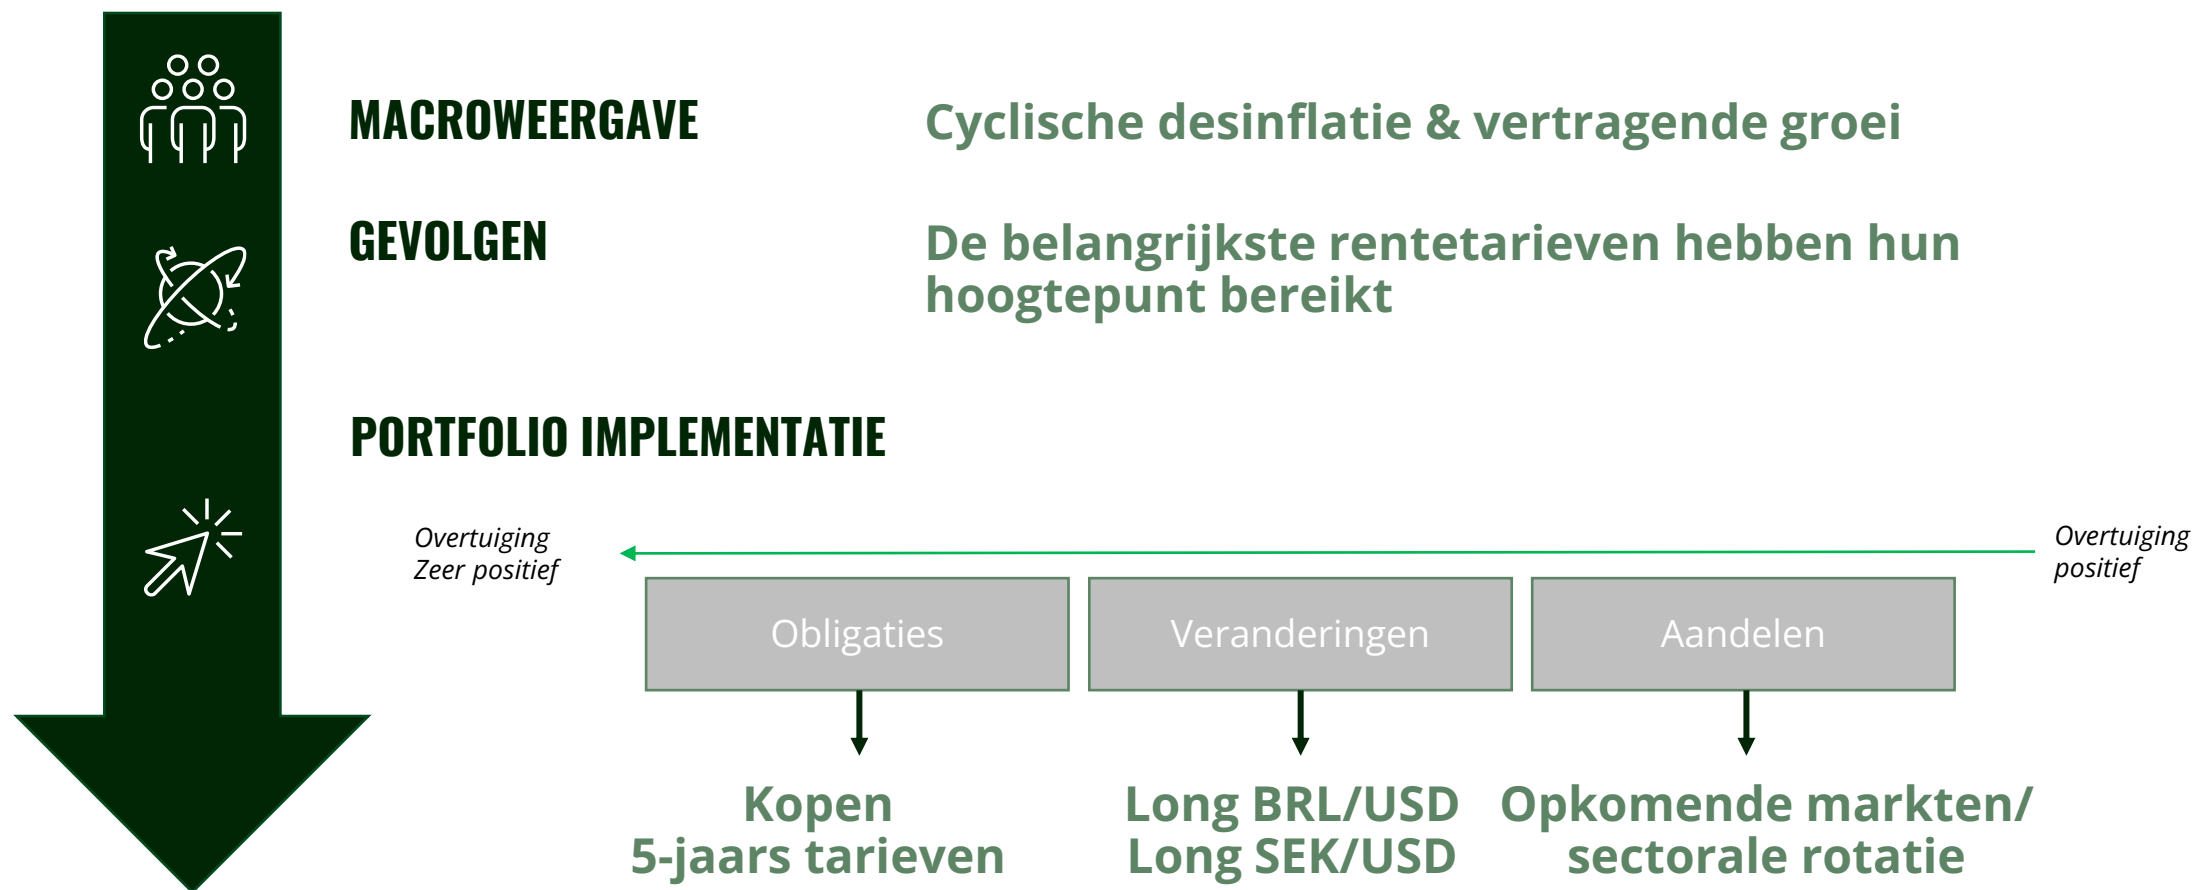 MACROWEERGAVE
Cyclische desinflatie & vertragende groei
GEVOLGEN
De belangrijkste rentetarieven hebben hun
hoogtepunt bereikt
PORTFOLIO IMPLEMENTATIE
Overtuiging
Zeer positief
Overtuiging
positief
Obligaties
Veranderingen
Aandelen
Kopen
5-jaars tarieven
Long BRL/USD
Long SEK/USD
Opkomende markten/
sectorale rotatie